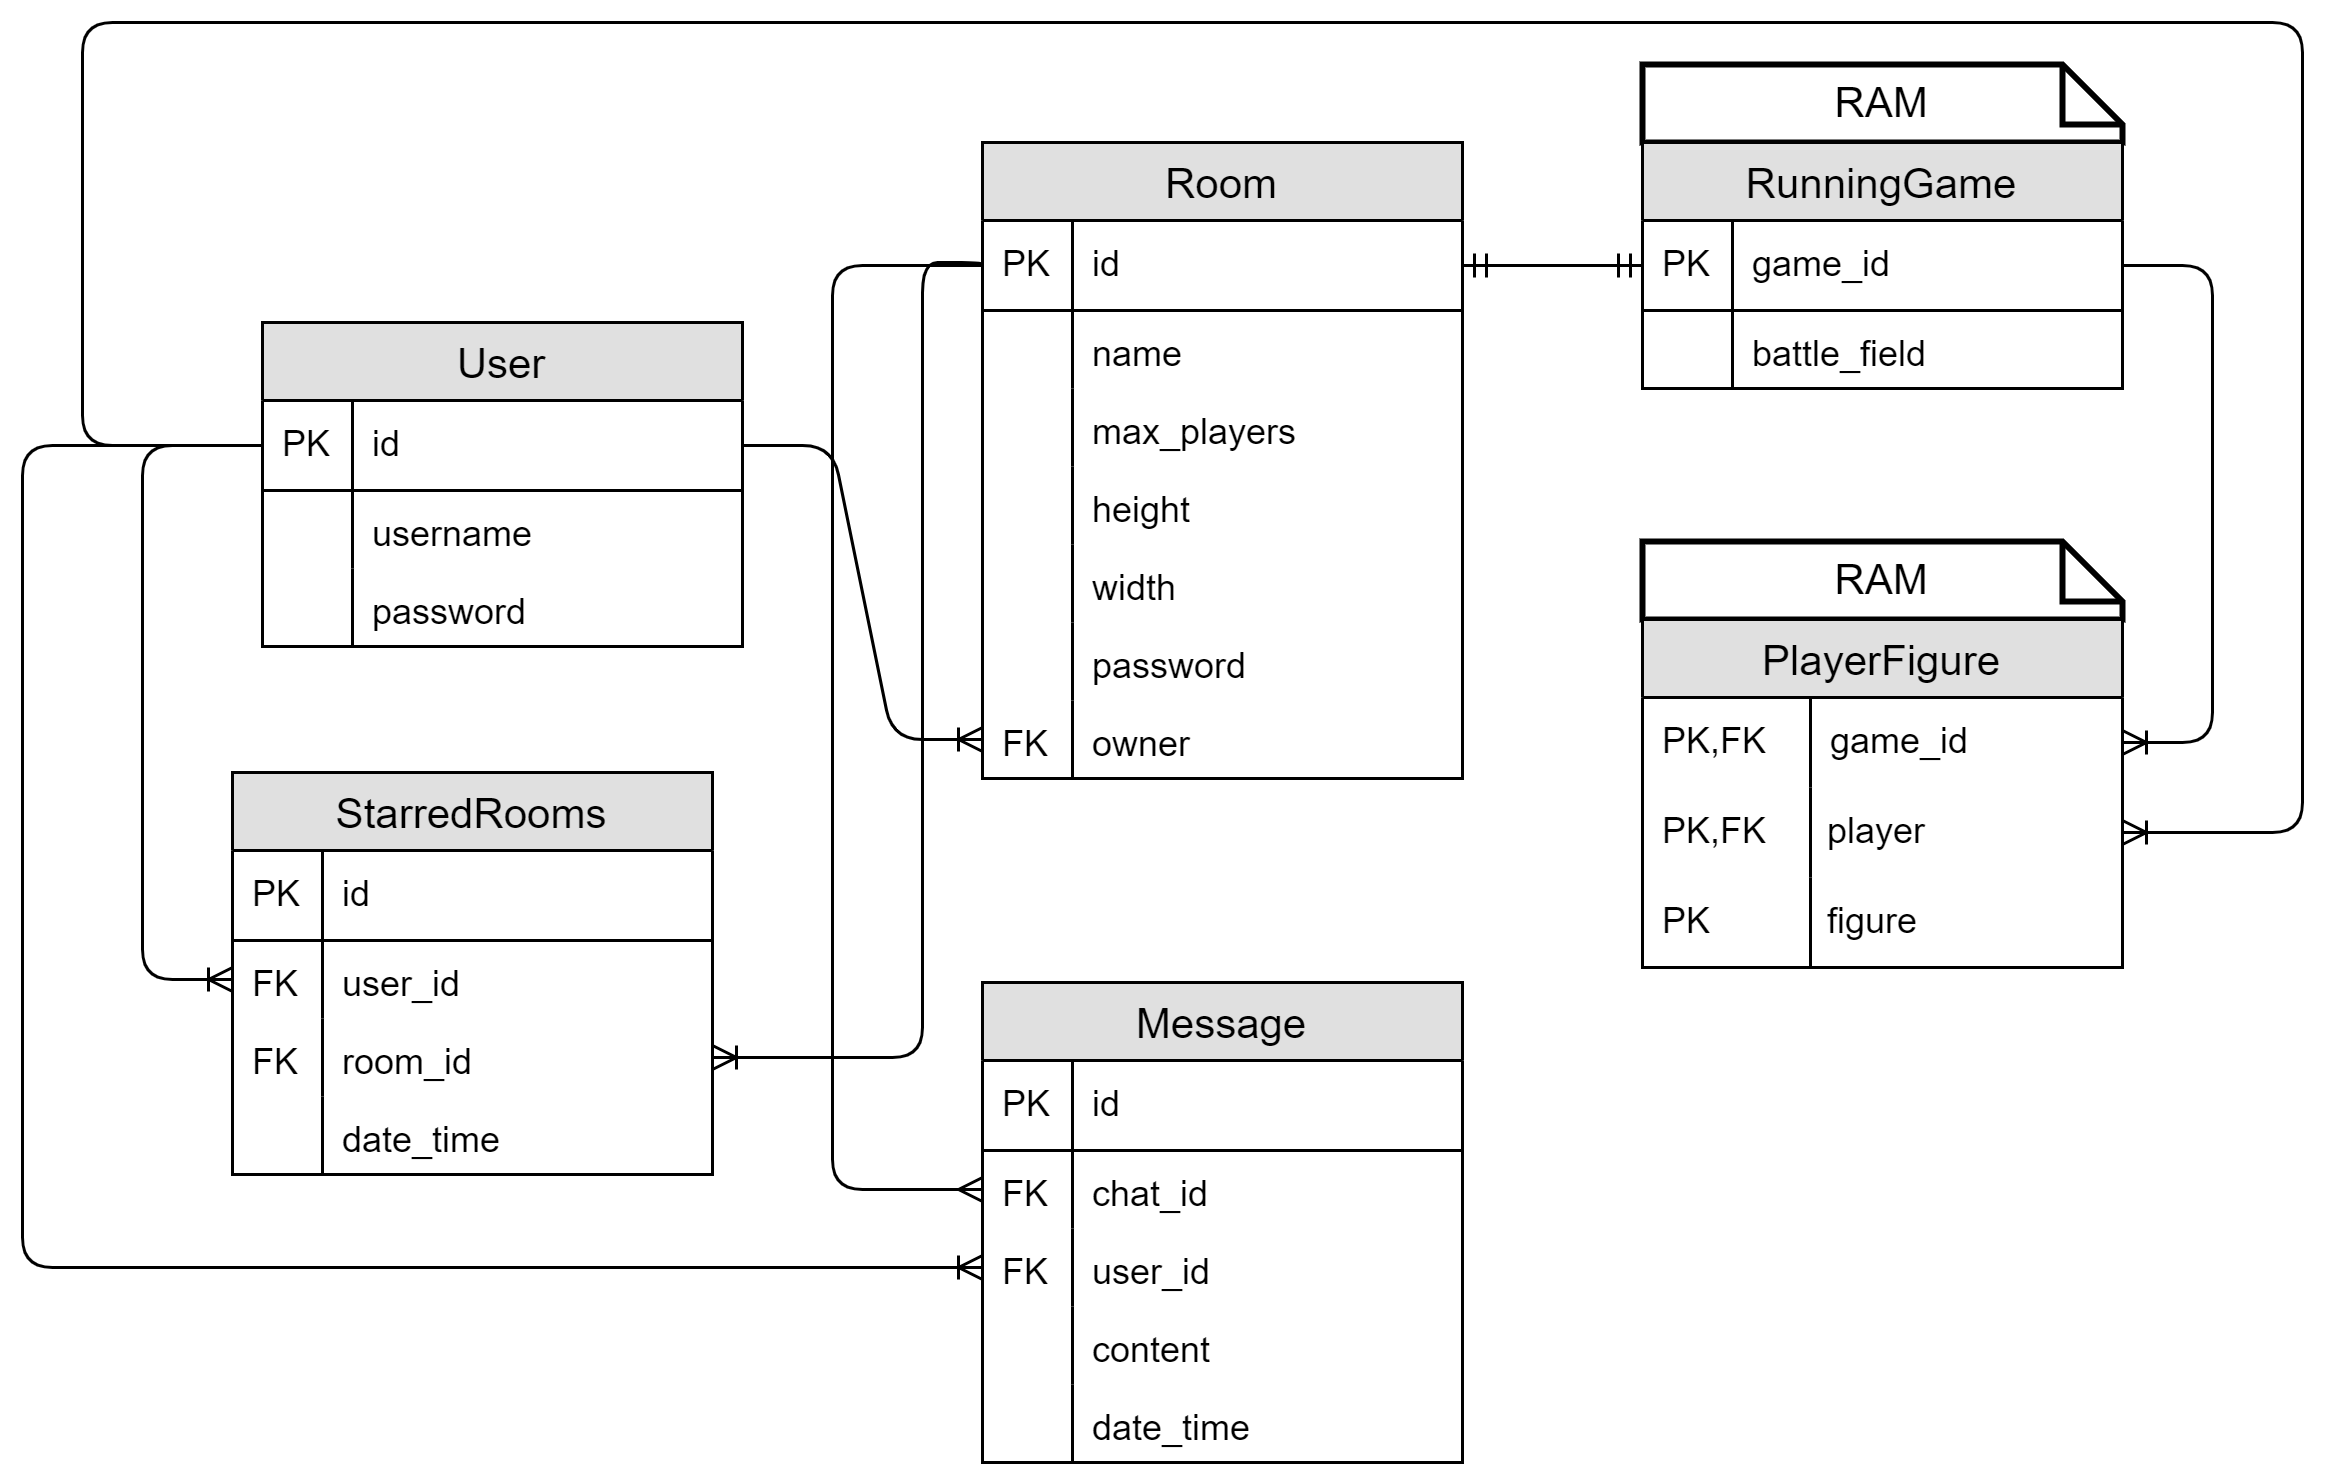 RAM
RunningGame
PK game_id
battle_field
Room
PK id
name
max_players
height
width
password
FK owner
User
PK id
username
password
RAM
PlayerFigure
PK,FK game_id
PK,FK player
PK figure
StarredRooms
PK id
FK user_id
FK room_id
date_time
Message
PK id
FK chat_id
FK user_id
content
date_time